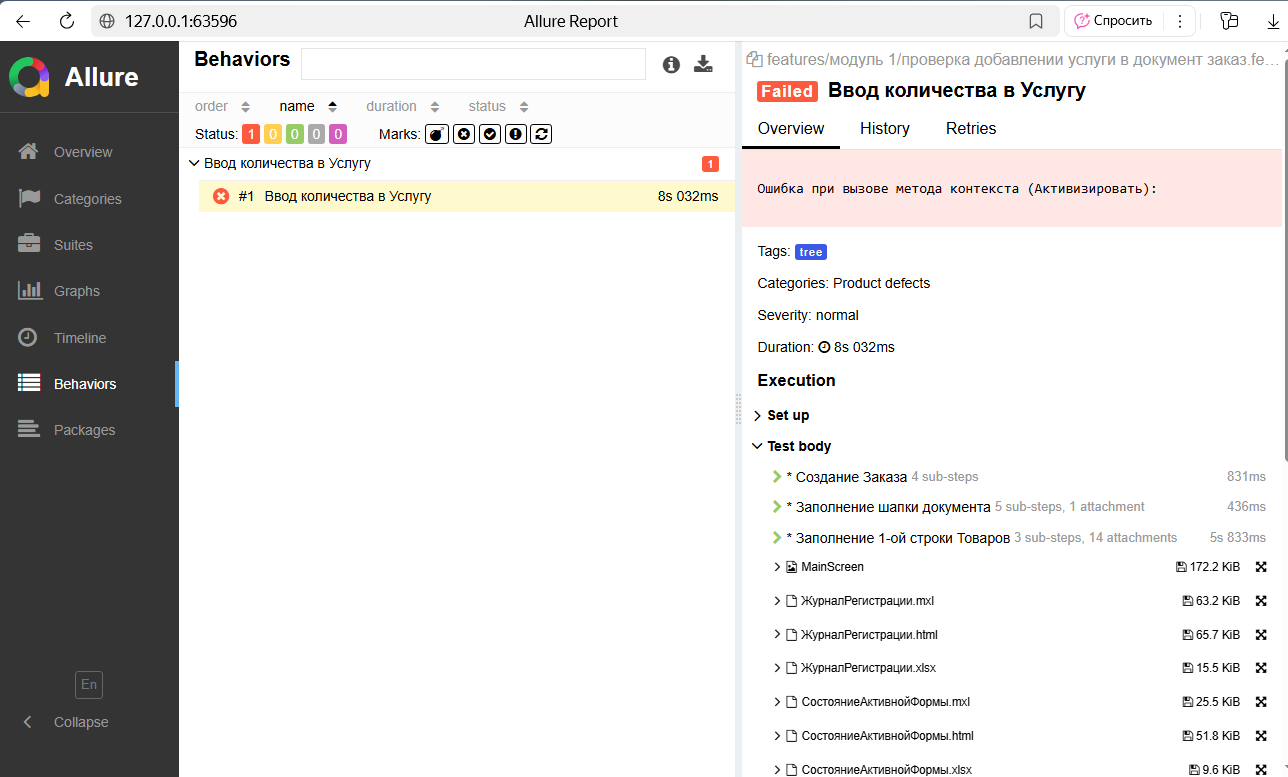 127.0.0.1:63596
Allure Report
Спросить
Allure
Overview
Categories
Suites
Graphs
Timeline
Behaviors
Packages
En
Collapse
Behaviors
order name duration status
Status: 1 0 0 0 0 Marks:
Ввод количества в Услугу 1
#1 Ввод количества в Услугу 8s 032ms
features/модуль 1/проверка добавлении услуги в документ заказ.fe...
Failed Ввод количества в Услугу
Overview History Retries
Ошибка при вызове метода контекста (Активизировать):
Tags: tree
Categories: Product defects
Severity: normal
Duration: 8s 032ms
Execution
Set up
Test body
* Создание Заказа 4 sub-steps 831ms
* Заполнение шапки документа 5 sub-steps, 1 attachment 436ms
* Заполнение 1-ой строки Товаров 3 sub-steps, 14 attachments 5s 833ms
MainScreen 172.2 KiB
ЖурналРегистрации.mxl 63.2 KiB
ЖурналРегистрации.html 65.7 KiB
ЖурналРегистрации.xlsx 15.5 KiB
СостояниеАктивнойФормы.mxl 25.5 KiB
СостояниеАктивнойФормы.html 51.8 KiB
СостояниеАктивнойФормы.xlsx 9.6 KiB